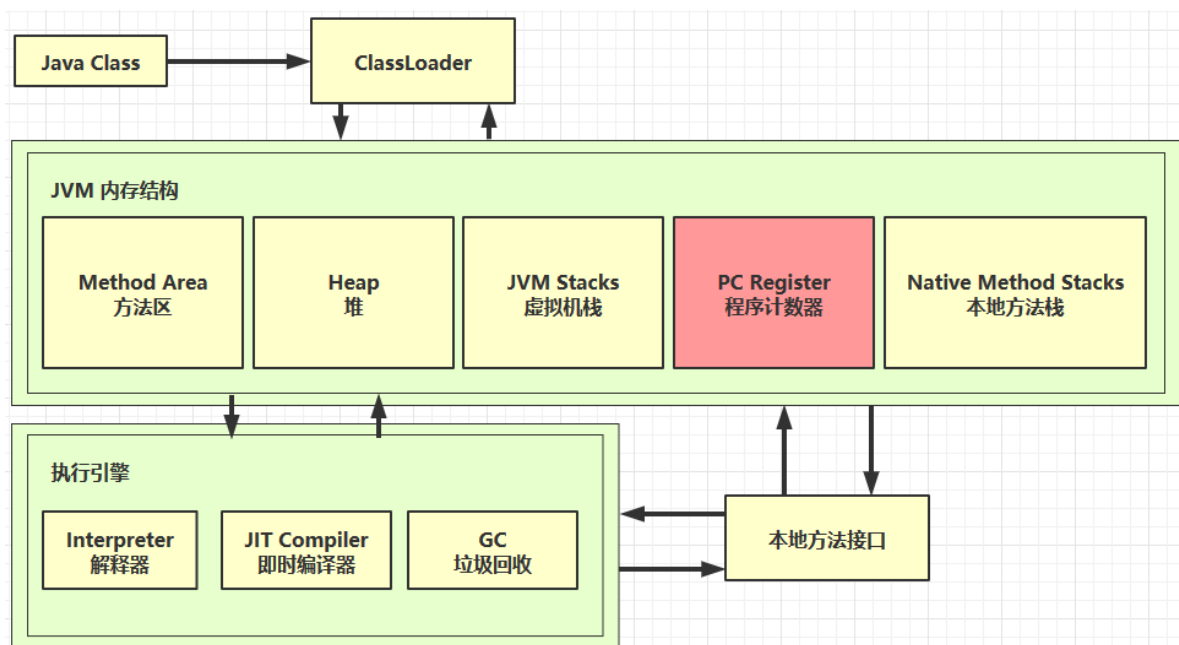 Java Class
ClassLoader
JVM 内存结构
Method Area
方法区
Heap
堆
JVM Stacks
虚拟机栈
PC Register
程序计数器
Native Method Stacks
本地方法栈
执行引擎
Interpreter
解释器
JIT Compiler
即时编译器
GC
垃圾回收
本地方法接口